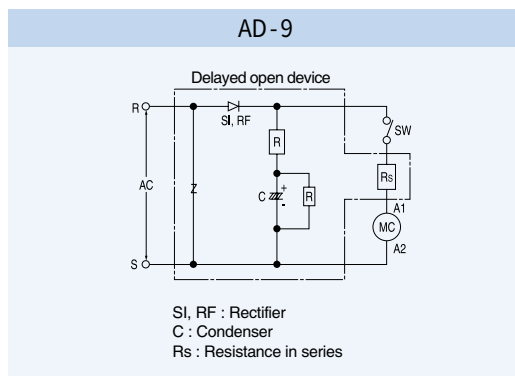 AD-9
Delayed open device
R
SI, RF
SW
R
Rs
AC
Z
C
+
-
R
A1
MC
A2
S
SI, RF : Rectifier
C : Condenser
Rs : Resistance in series